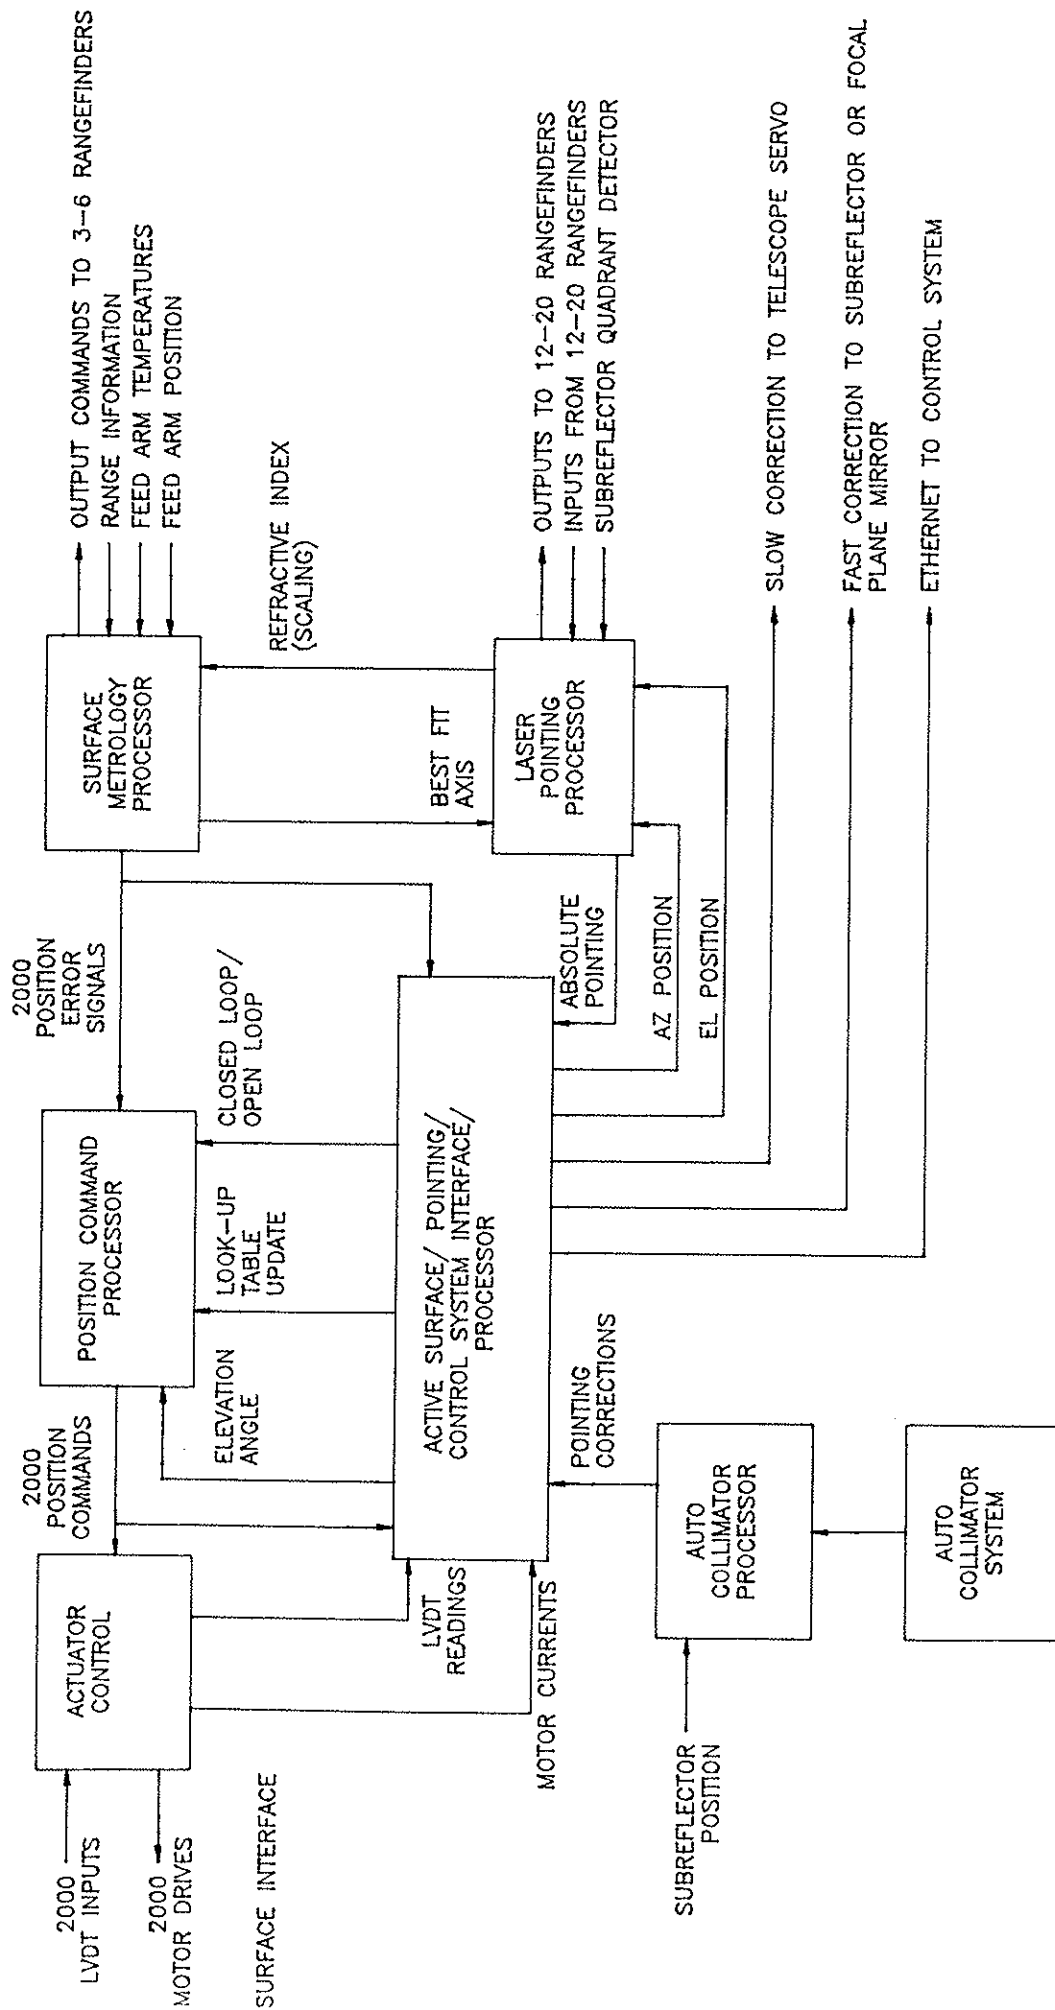 2000
LVDT INPUTS
2000
MOTOR DRIVES
SURFACE INTERFACE
ACTUATOR
CONTROL
2000
POSITION
COMMANDS
POSITION COMMAND
PROCESSOR
2000
POSITION
ERROR
SIGNALS
SURFACE
METROLOGY
PROCESSOR
OUTPUT COMMANDS TO 3-6 RANGEFINDERS
RANGE INFORMATION
FEED ARM TEMPERATURES
FEED ARM POSITION
ELEVATION
ANGLE
LOOK-UP
TABLE
UPDATE
CLOSED LOOP/
OPEN LOOP
BEST FIT
AXIS
REFRACTIVE INDEX
(SCALING)
LVDT
READINGS
MOTOR CURRENTS
ACTIVE SURFACE/ POINTING/
CONTROL SYSTEM INTERFACE/
PROCESSOR
ABSOLUTE
POINTING
AZ POSITION
EL POSITION
LASER
POINTING
PROCESSOR
OUTPUTS TO 12-20 RANGEFINDERS
INPUTS FROM 12-20 RANGEFINDERS
SUBREFLECTOR QUADRANT DETECTOR
POINTING
CORRECTIONS
SUBREFLECTOR
POSITION
AUTO
COLLIMATOR
PROCESSOR
AUTO
COLLIMATOR
SYSTEM
SLOW CORRECTION TO TELESCOPE SERVO
FAST CORRECTION TO SUBREFLECTOR OR FOCAL
PLANE MIRROR
ETHERNET TO CONTROL SYSTEM